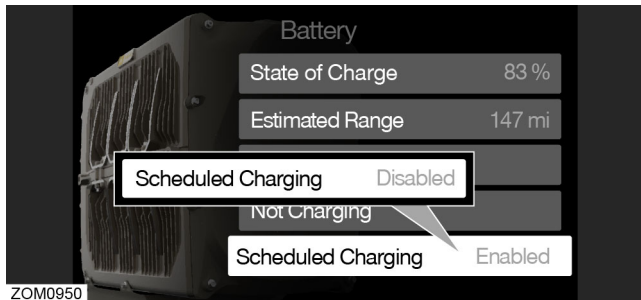 Battery
State of Charge 83 %
Estimated Range 147 mi
Scheduled Charging Disabled
Not Charging
Scheduled Charging Enabled
ZOM0950